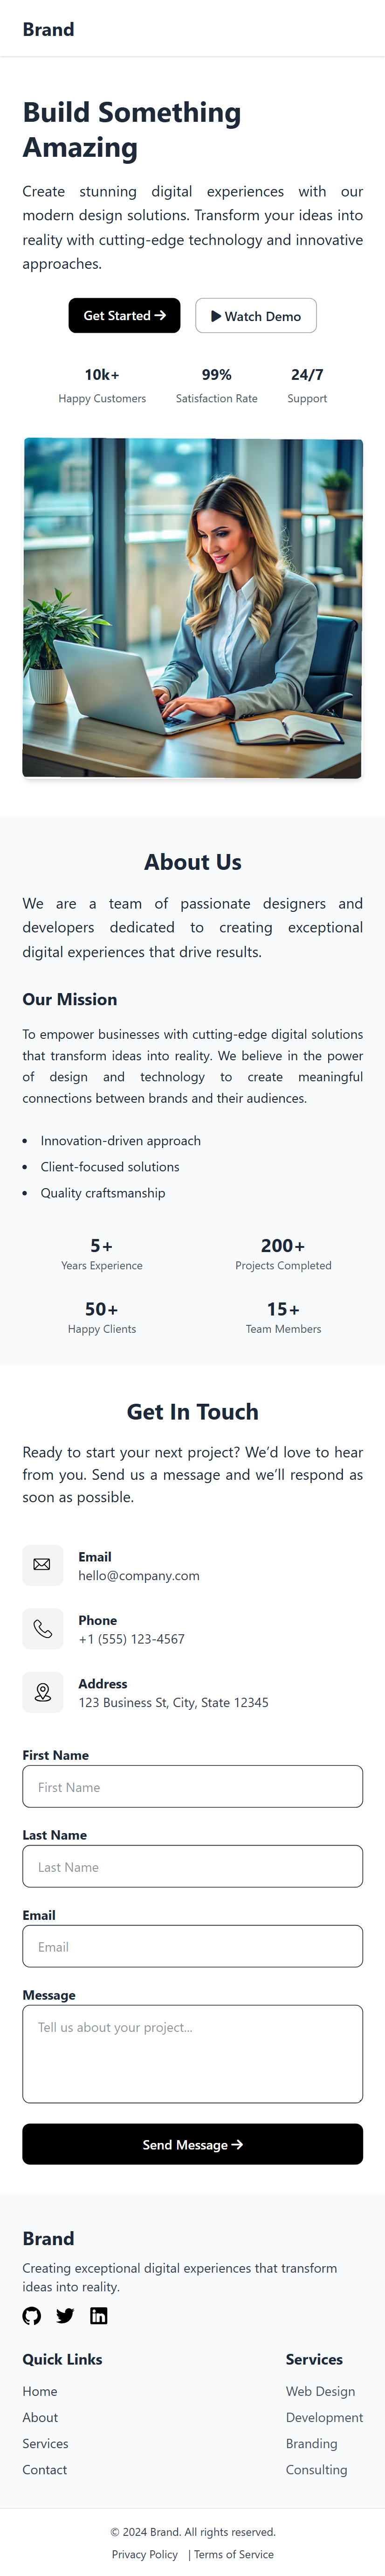 Brand
Build Something
Amazing
Create stunning digital experiences with our
modern design solutions. Transform your ideas into
reality with cutting-edge technology and innovative
approaches.
Get Started →
Watch Demo
10k+
Happy Customers
99%
Satisfaction Rate
24/7
Support
About Us
We are a team of passionate designers and
developers dedicated to creating exceptional
digital experiences that drive results.
Our Mission
To empower businesses with cutting-edge digital solutions
that transform ideas into reality. We believe in the power
of design and technology to create meaningful
connections between brands and their audiences.
• Innovation-driven approach
• Client-focused solutions
• Quality craftsmanship
5+
Years Experience
200+
Projects Completed
50+
Happy Clients
15+
Team Members
Get In Touch
Ready to start your next project? We’d love to hear
from you. Send us a message and we’ll respond as
soon as possible.
Email
hello@company.com
Phone
+1 (555) 123-4567
Address
123 Business St, City, State 12345
First Name
First Name
Last Name
Last Name
Email
Email
Message
Tell us about your project...
Send Message →
Brand
Creating exceptional digital experiences that transform
ideas into reality.
Quick Links
Home
About
Services
Contact
Services
Web Design
Development
Branding
Consulting
© 2024 Brand. All rights reserved.
Privacy Policy | Terms of Service